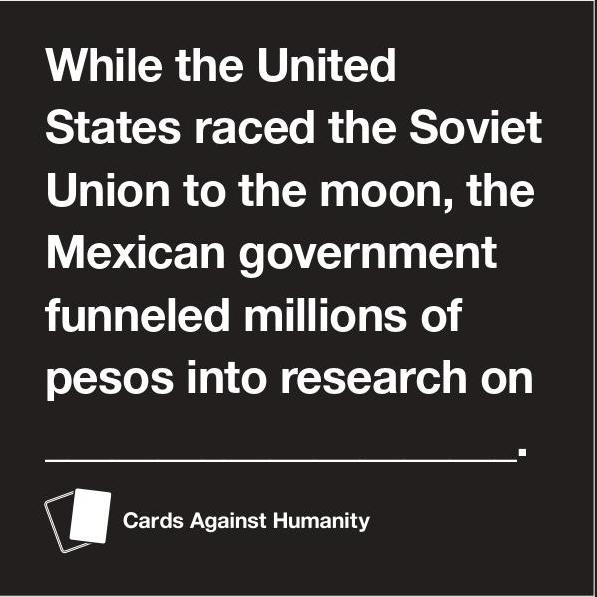 While the United
States raced the Soviet
Union to the moon, the
Mexican government
funneled millions of
pesos into research on
____________________.
Cards Against Humanity